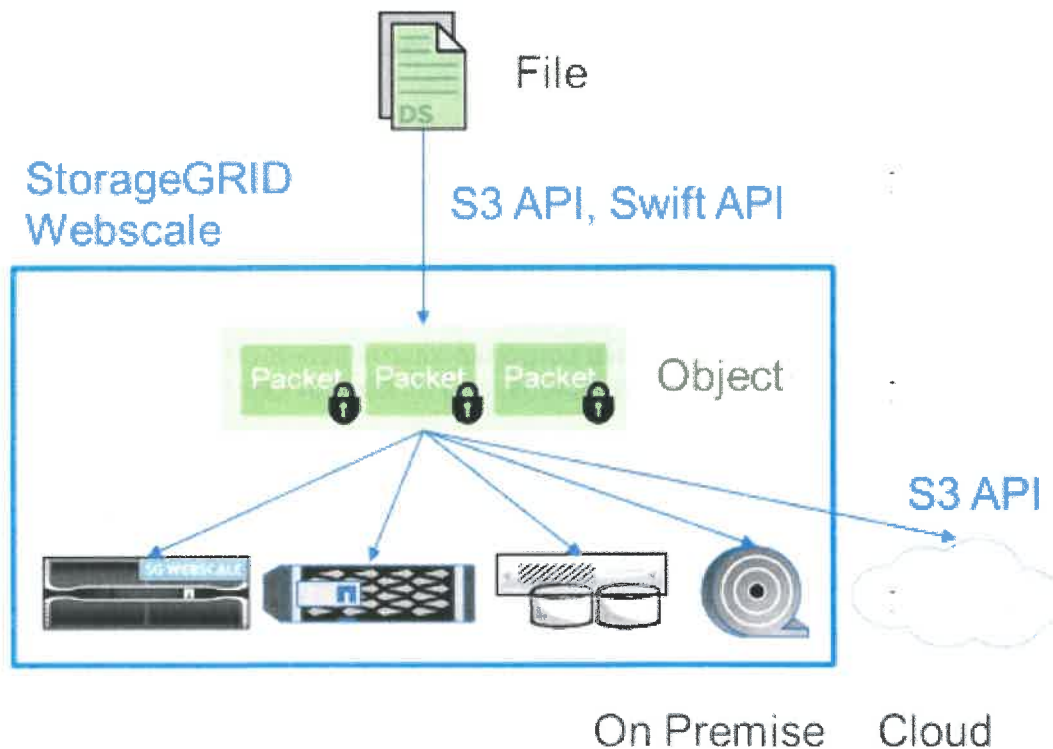 File
DS
StorageGRID
Webscale
S3 API, Swift API
Packet Packet Packet
Object
S3 API
SG WEBSCALE
On Premise Cloud